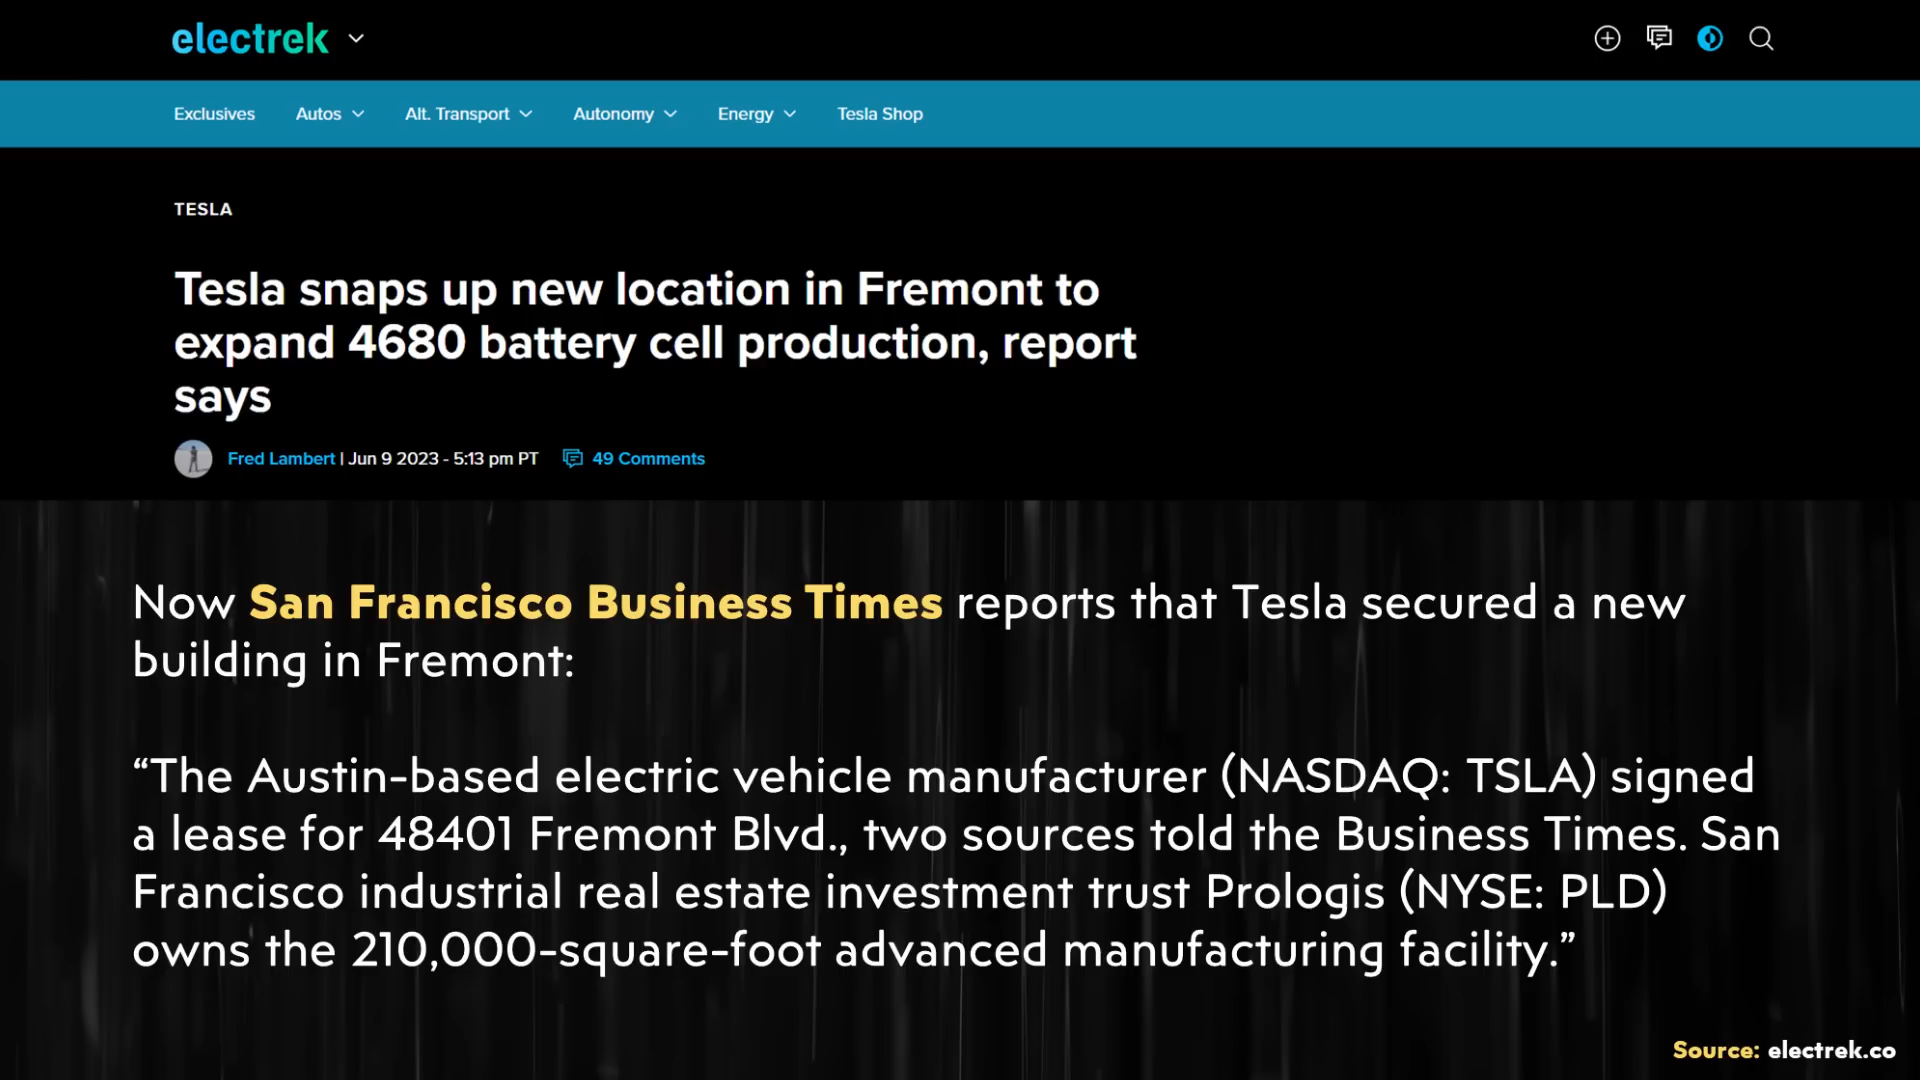 electrek
Exclusives Autos Alt. Transport Autonomy Energy Tesla Shop
TESLA
Tesla snaps up new location in Fremont to
expand 4680 battery cell production, report
says
Fred Lambert | Jun 9 2023 - 5:13 pm PT 49 Comments
Now San Francisco Business Times reports that Tesla secured a new
building in Fremont:
“The Austin-based electric vehicle manufacturer (NASDAQ: TSLA) signed
a lease for 48401 Fremont Blvd., two sources told the Business Times. San
Francisco industrial real estate investment trust Prologis (NYSE: PLD)
owns the 210,000-square-foot advanced manufacturing facility.”
Source: electrek.co